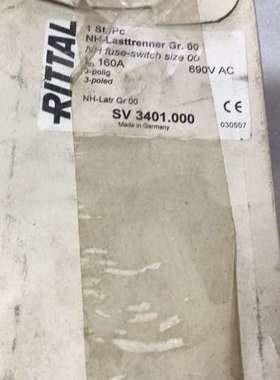 RITTAL
1 St./Pc
NH-Lasttrenner Gr. 00
NH fuse-switch size 00
In, 160A 690V AC
3-polig
3-poled
NH-Latr Gr 00
SV 3401.000
Made in Germany
CE
030507